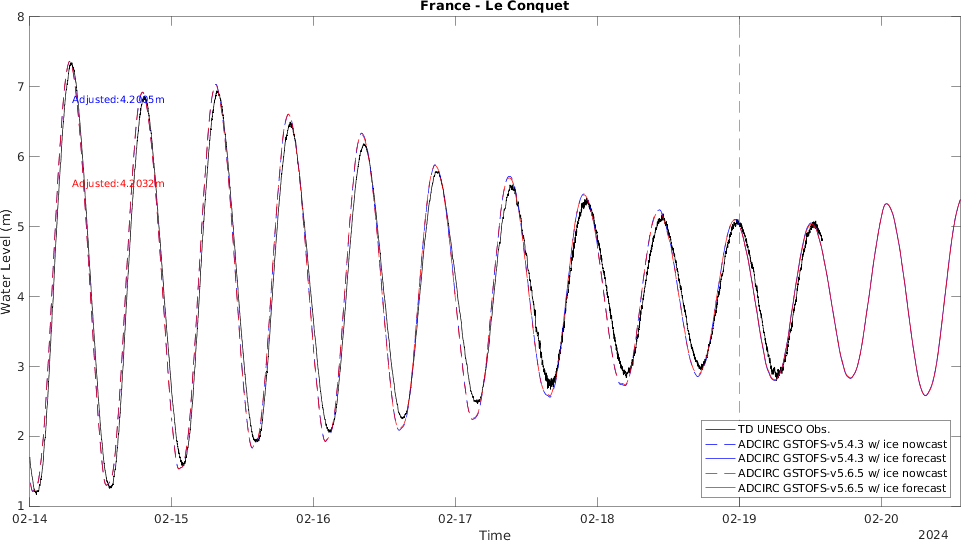 France - Le Conquet
8
7
6
5
4
3
2
1
Water Level (m)
Adjusted:4.2085m
Adjusted:4.2032m
TD UNESCO Obs.
ADCIRC GSTOFS-v5.4.3 w/ ice nowcast
ADCIRC GSTOFS-v5.4.3 w/ ice forecast
ADCIRC GSTOFS-v5.6.5 w/ ice nowcast
ADCIRC GSTOFS-v5.6.5 w/ ice forecast
02-14 02-15 02-16 02-17 02-18 02-19 02-20
Time
2024